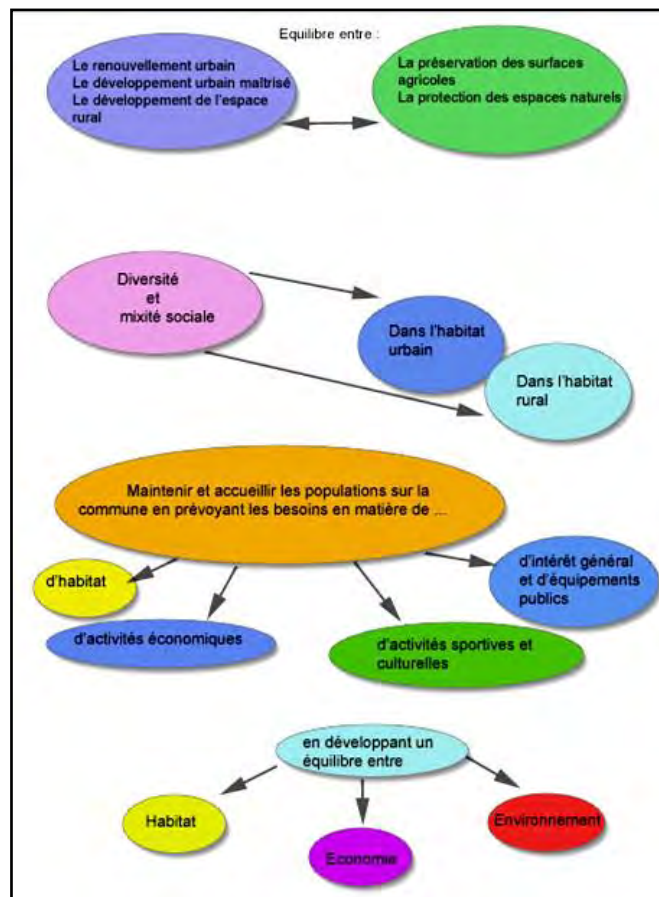 Equilibre entre :
Le renouvellement urbain
Le développement urbain maîtrisé
Le développement de l'espace
rural
La préservation des surfaces
agricoles
La protection des espaces naturels
Diversité
et
mixité sociale
Dans l'habitat
urbain
Dans l'habitat
rural
Maintenir et accueillir les populations sur la
commune en prévoyant les besoins en matière de ...
d'habitat
d'intérêt général
et d'équipements
publics
d'activités économiques
d'activités sportives et
culturelles
en développant un
équilibre entre
Habitat
Economie
Environnement